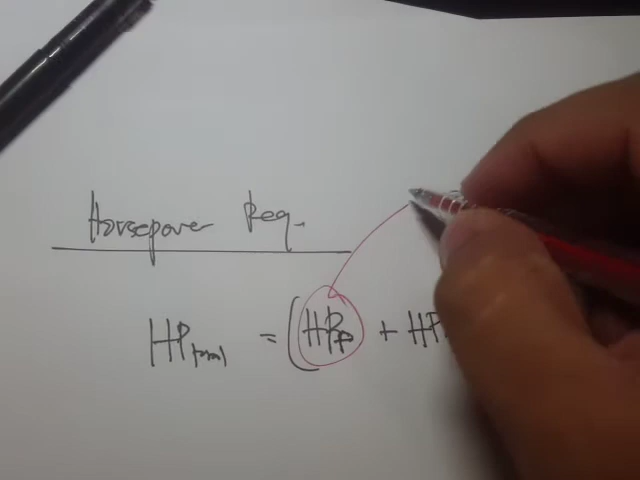 Horsepower Req.
HPtotal = (HPP + HP